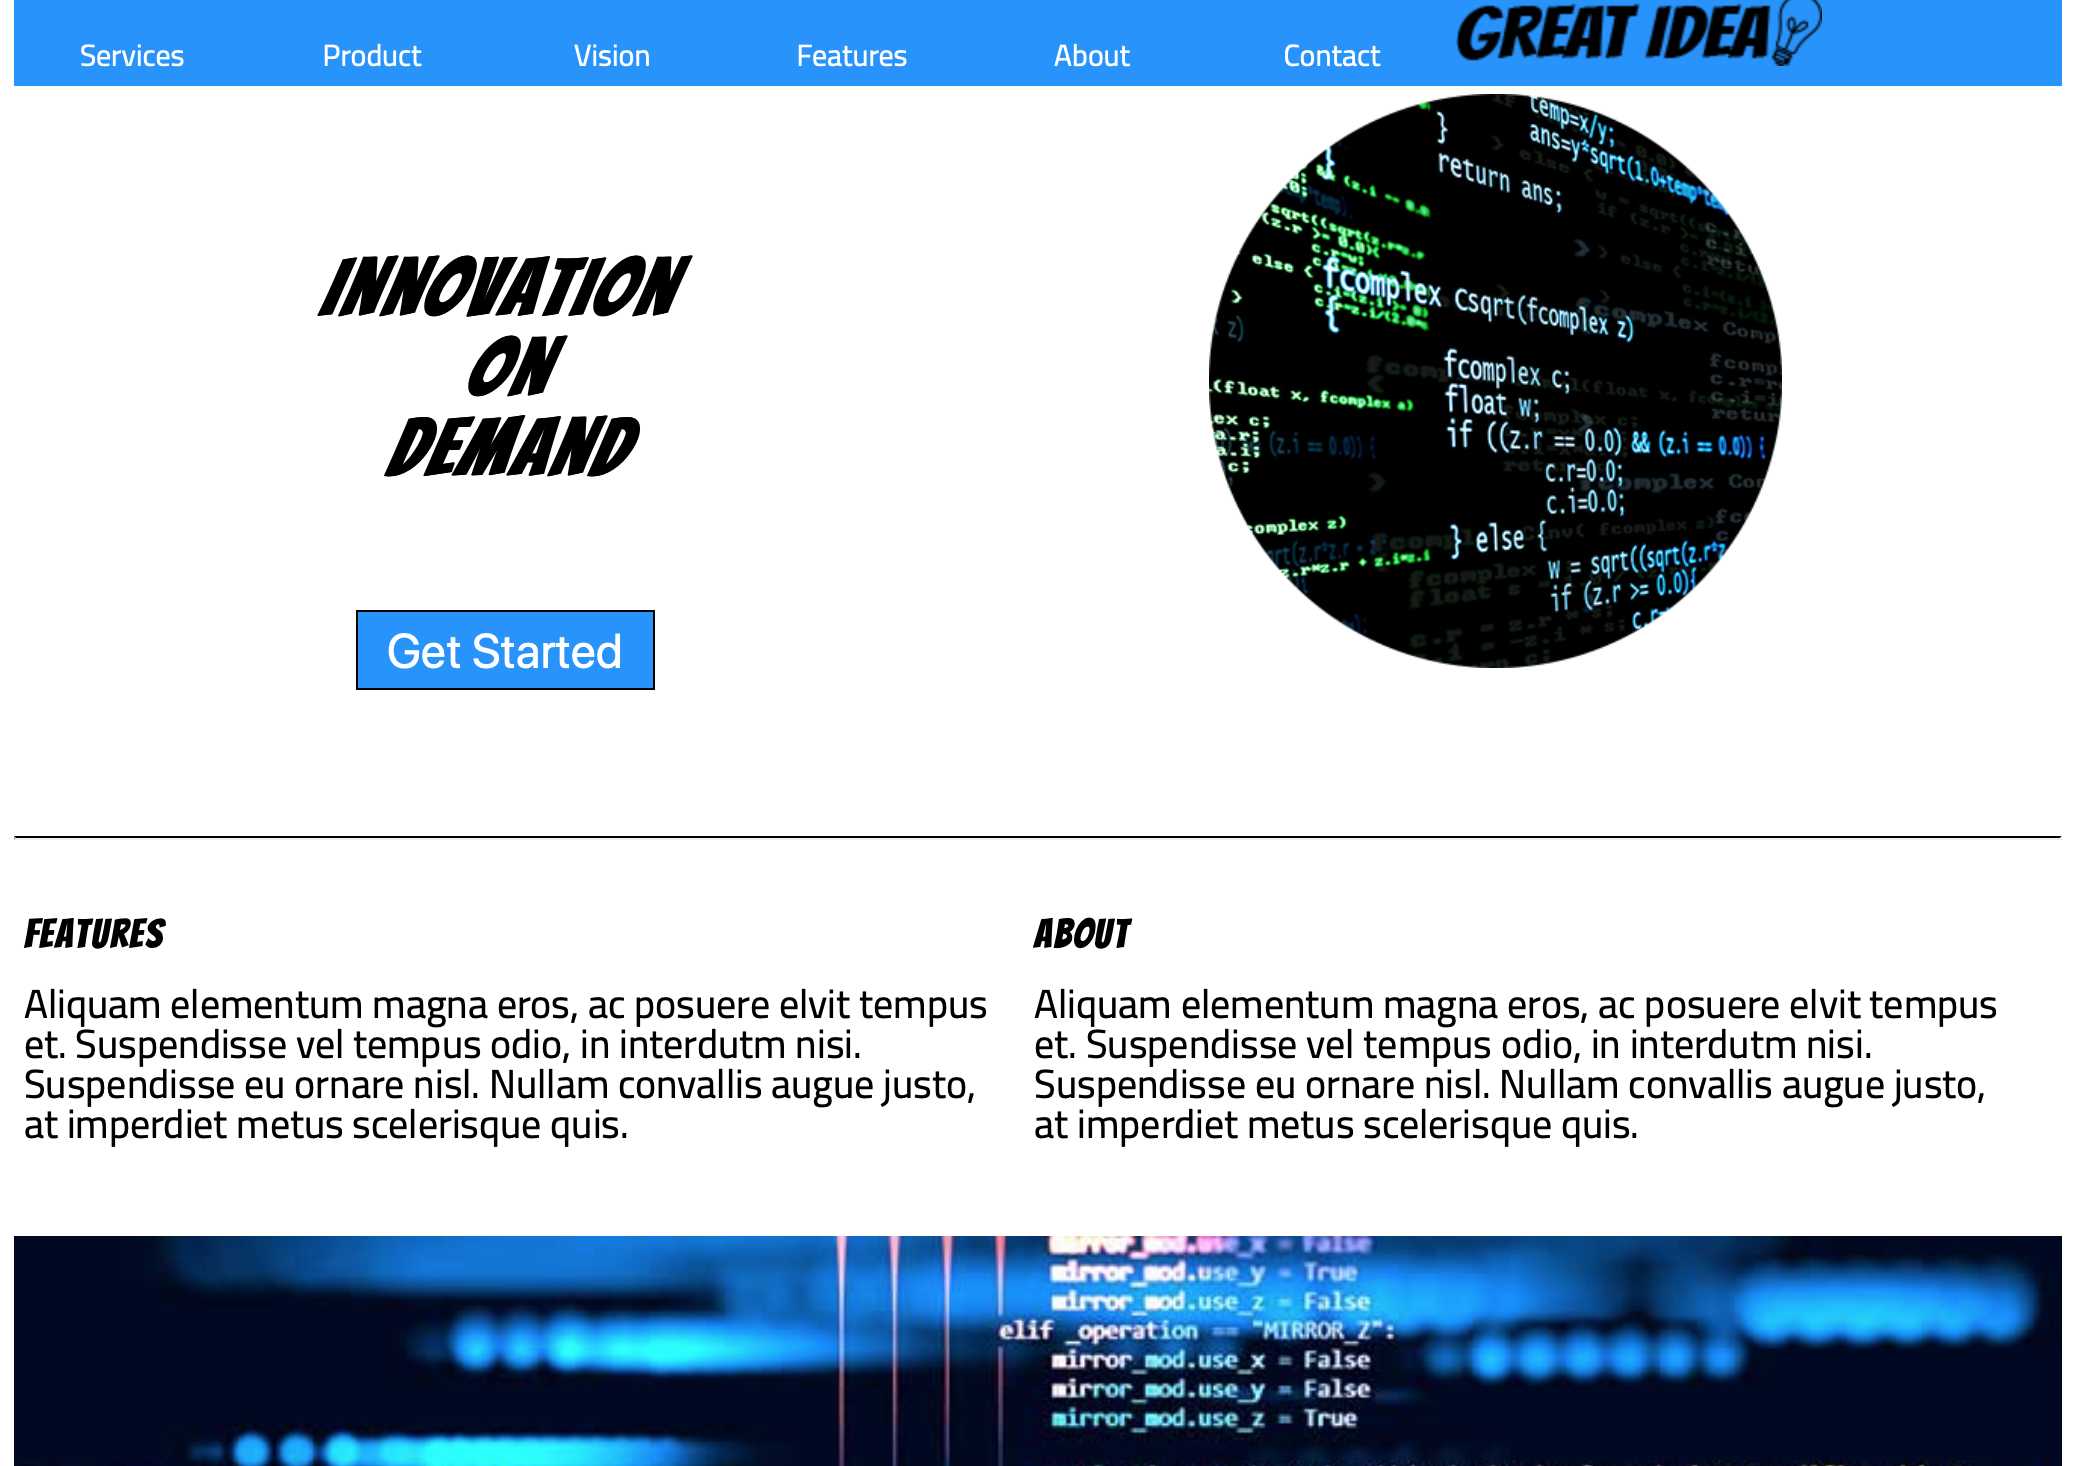 Services Product Vision Features About Contact GREAT IDEA
temp=x/y;
}
ans=y*sqrt(1.0+temp*te
return ans;
INNOVATION
ON
DEMAND
else {
fcomplex Csqrt(fcomplex z)
{
z)
fcomplex c;
(float x, fcomplex a)
float w;
if ((z.r == 0.0) && (z.i == 0.0)) {
c.r=0.0;
c.i=0.0;
complex z)
} else {
w = sqrt((sqrt(z.r*z
if (z.r >= 0.0){
Get Started
FEATURES
Aliquam elementum magna eros, ac posuere elvit tempus
et. Suspendisse vel tempus odio, in interdutm nisi.
Suspendisse eu ornare nisl. Nullam convallis augue justo,
at imperdiet metus scelerisque quis.
ABOUT
Aliquam elementum magna eros, ac posuere elvit tempus
et. Suspendisse vel tempus odio, in interdutm nisi.
Suspendisse eu ornare nisl. Nullam convallis augue justo,
at imperdiet metus scelerisque quis.
mirror_mod.use_x = False
mirror_mod.use_y = True
mirror_mod.use_z = False
elif _operation == "MIRROR_Z":
mirror_mod.use_x = False
mirror_mod.use_y = False
mirror_mod.use_z = True